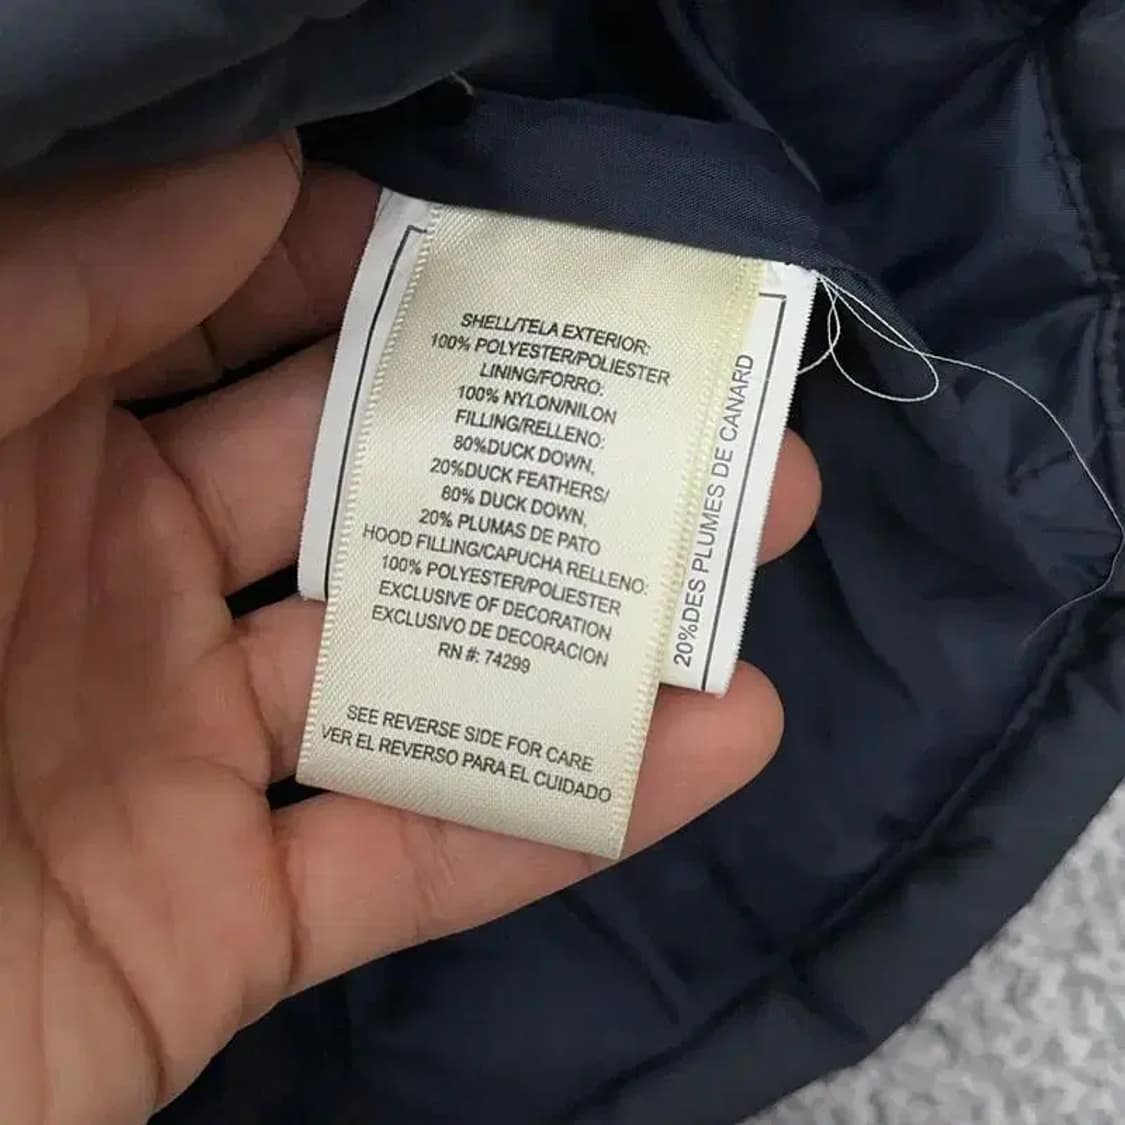 SHELL/TELA EXTERIOR:
100% POLYESTER/POLIESTER
LINING/FORRO:
100% NYLON/NILON
FILLING/RELLENO:
80%DUCK DOWN,
20%DUCK FEATHERS/
80% DUCK DOWN,
20% PLUMAS DE PATO
HOOD FILLING/CAPUCHA RELLENO:
100% POLYESTER/POLIESTER
EXCLUSIVE OF DECORATION
EXCLUSIVO DE DECORACION
RN #: 74299
SEE REVERSE SIDE FOR CARE
VER EL REVERSO PARA EL CUIDADO
20%DES PLUMES DE CANARD